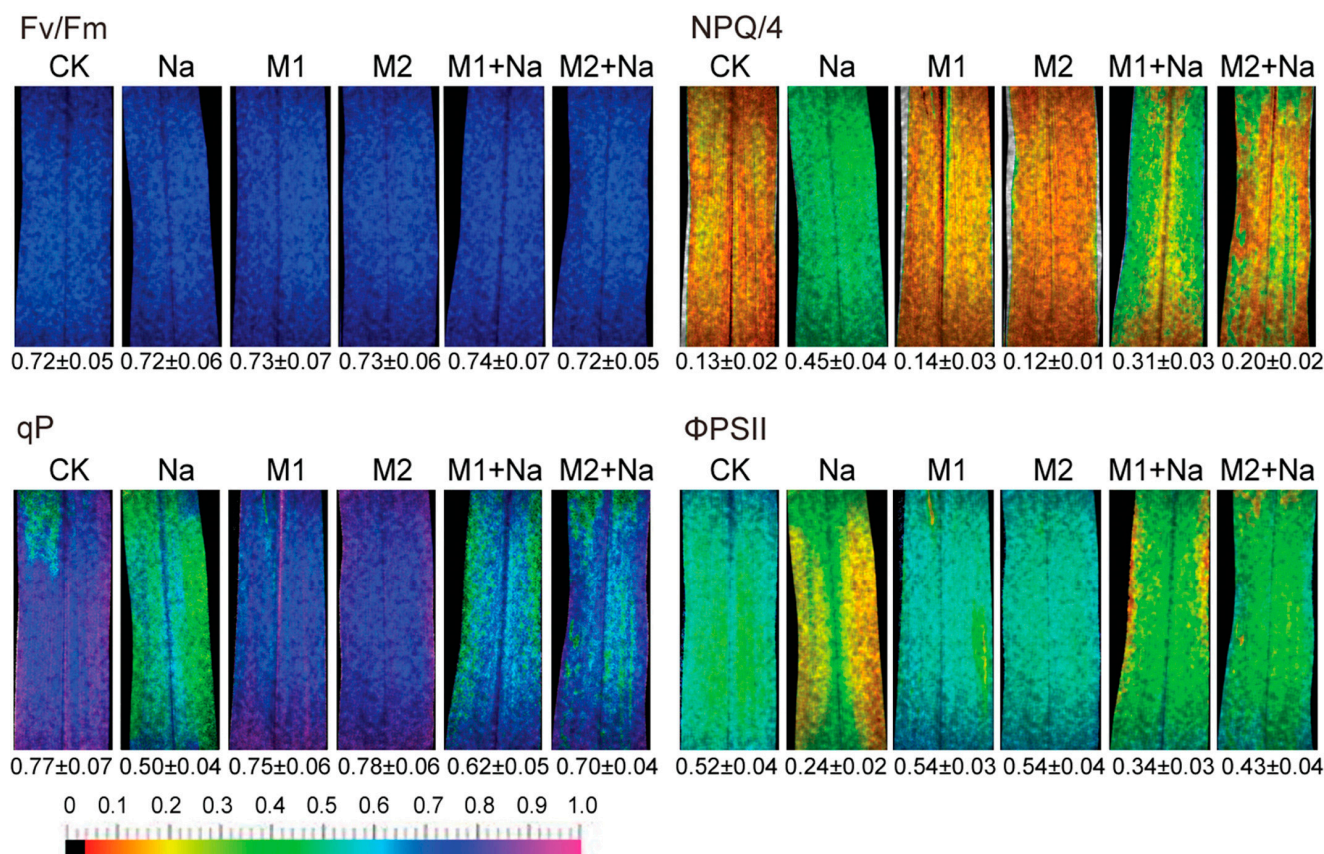 Fv/Fm
CK Na M1 M2 M1+Na M2+Na
0.72±0.05 0.72±0.06 0.73±0.07 0.73±0.06 0.74±0.07 0.72±0.05
NPQ/4
CK Na M1 M2 M1+Na M2+Na
0.13±0.02 0.45±0.04 0.14±0.03 0.12±0.01 0.31±0.03 0.20±0.02
qP
CK Na M1 M2 M1+Na M2+Na
0.77±0.07 0.50±0.04 0.75±0.06 0.78±0.06 0.62±0.05 0.70±0.04
ΦPSII
CK Na M1 M2 M1+Na M2+Na
0.52±0.04 0.24±0.02 0.54±0.03 0.54±0.04 0.34±0.03 0.43±0.04
0 0.1 0.2 0.3 0.4 0.5 0.6 0.7 0.8 0.9 1.0